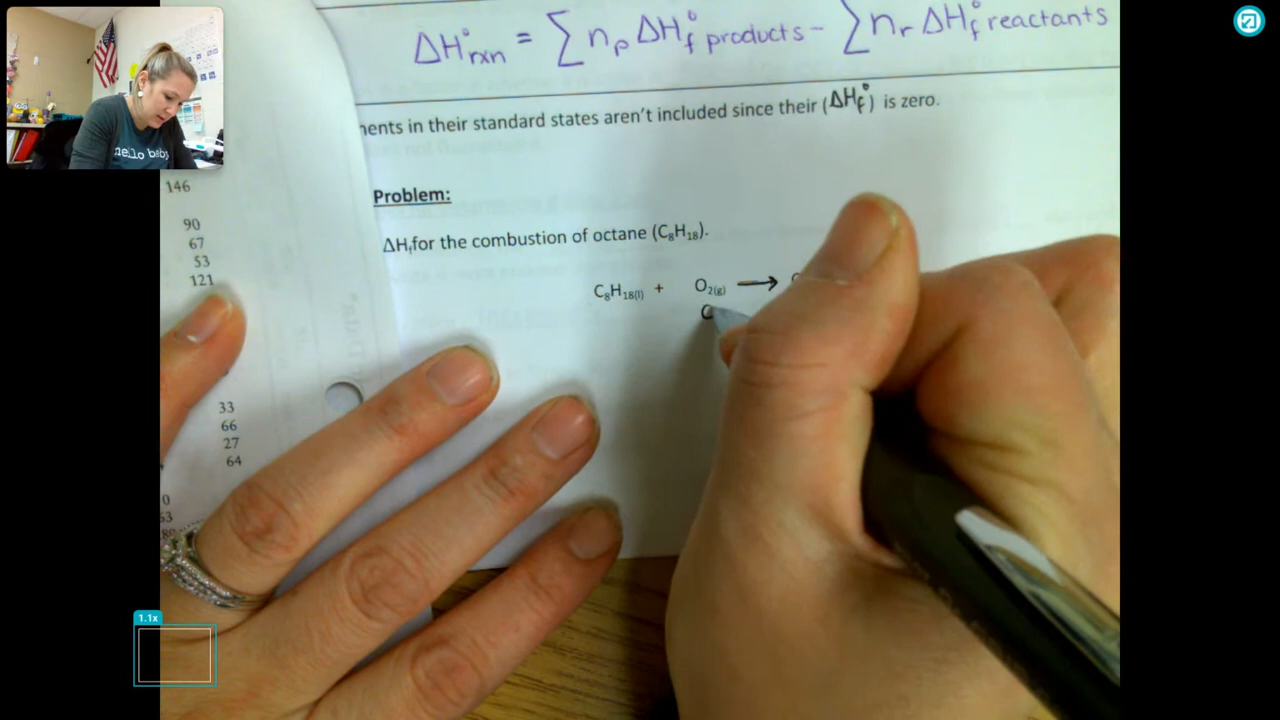 ΔH°rxn = ∑ nₚ ΔH°f products - ∑ nᵣ ΔH°f reactants
in their standard states aren't included since their (ΔH°f) is zero.
Problem:
ΔHf for the combustion of octane (C₈H₁₈).
C₈H₁₈(l) + O₂(g) →
146
90
67
53
121
33
66
27
64
0
53
hello
1.1x